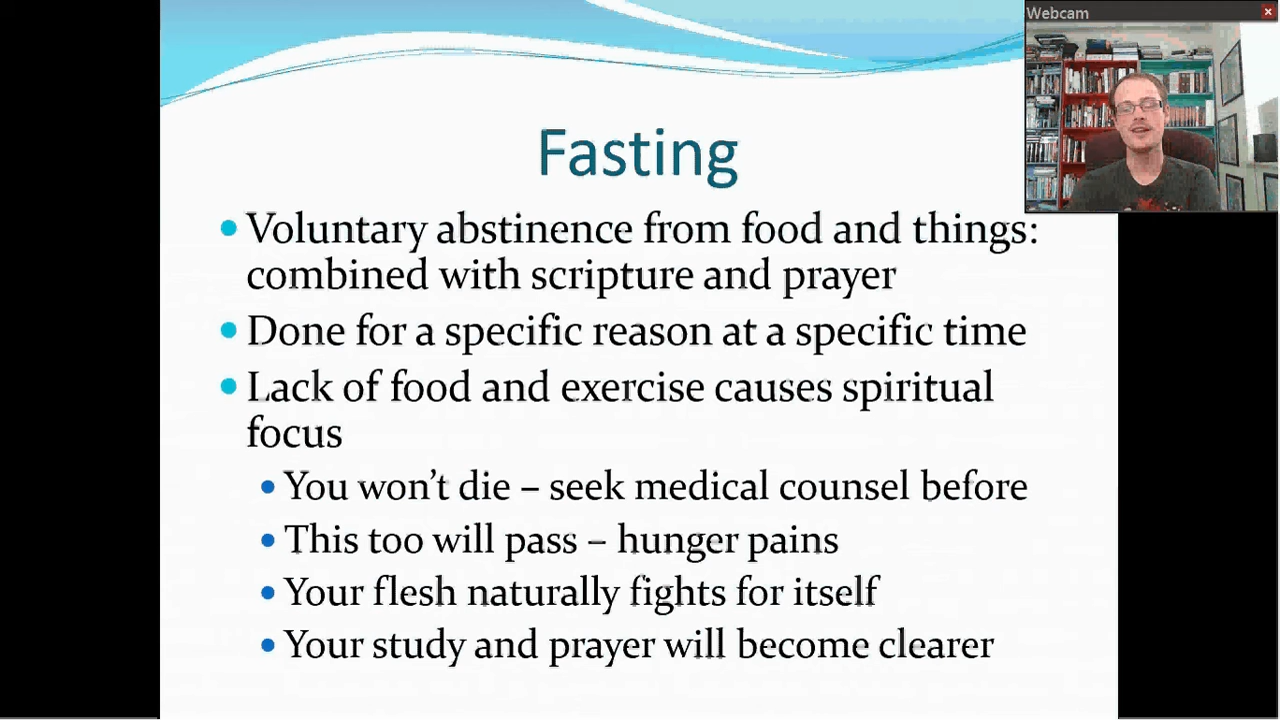 Webcam
Fasting
• Voluntary abstinence from food and things:
combined with scripture and prayer
• Done for a specific reason at a specific time
• Lack of food and exercise causes spiritual
focus
• You won't die – seek medical counsel before
• This too will pass – hunger pains
• Your flesh naturally fights for itself
• Your study and prayer will become clearer